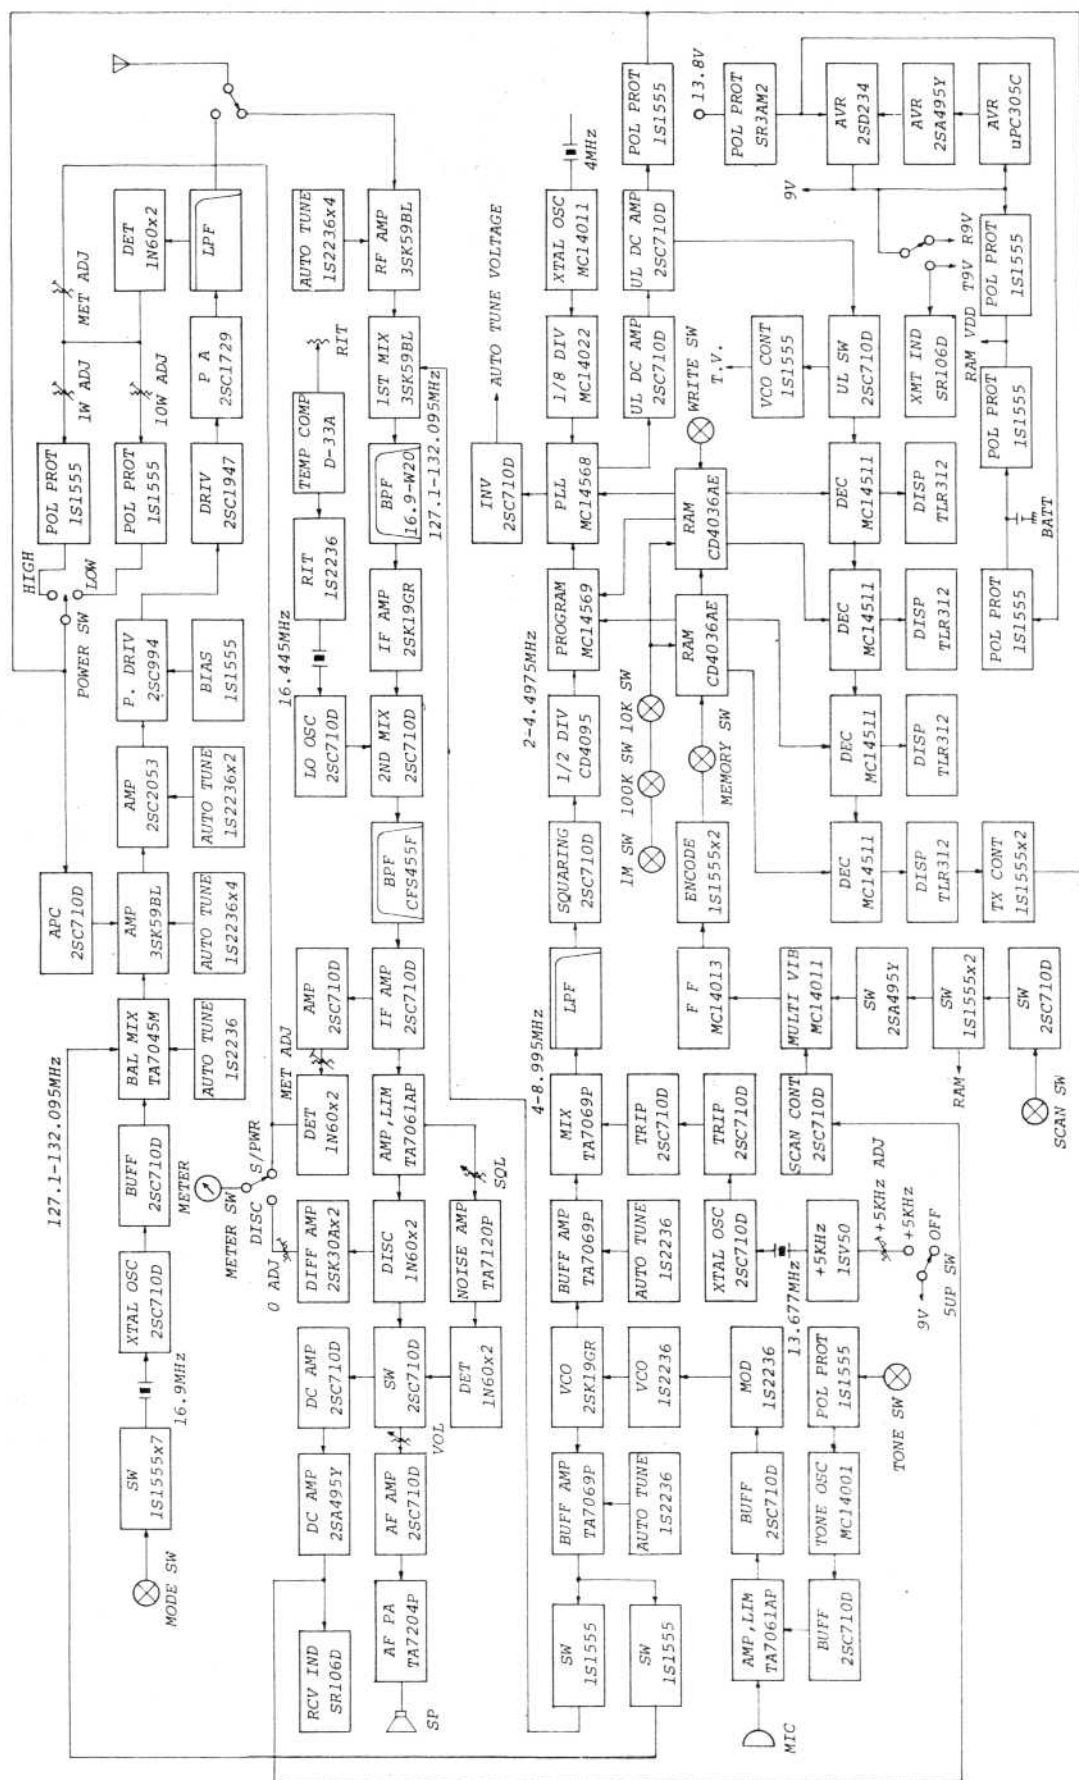 MODE SW
SW
1S1555x7
16.9MHz
XTAL OSC
2SC710D
BUFF
2SC710D
127.1-132.095MHz
BAL MIX
TA7045M
AUTO TUNE
1S2236
APC
2SC710D
AMP
3SK59BL
AUTO TUNE
1S2236x4
AMP
2SC2053
AUTO TUNE
1S2236x2
P. DRIV
2SC994
BIAS
1S1555
POWER SW
HIGH
LOW
POL PROT
1S1555
POL PROT
1S1555
1W ADJ
10W ADJ
MET ADJ
DRIV
2SC1947
P A
2SC1729
DET
1N60x2
LPF
METER
METER SW
DISC
S/PWR
0 ADJ
MET ADJ
RCV IND
SR106D
DC AMP
2SA495Y
DC AMP
2SC710D
DIFF AMP
2SK30Ax2
DET
1N60x2
AMP
2SC710D
LO OSC
2SC710D
16.445MHz
RIT
1S2236
TEMP COMP
D-33A
RIT
AUTO TUNE
1S2236x4
SP
AF PA
TA7204P
AF AMP
2SC710D
VOL
SW
2SC710D
DISC
1N60x2
AMP,LIM
TA7061AP
IF AMP
2SC710D
BPF
CFS455F
2ND MIX
2SC710D
IF AMP
2SK19GR
BPF
16.9-W20
1ST MIX
3SK59BL
RF AMP
3SK59BL
127.1-132.095MHz
DET
1N60x2
NOISE AMP
TA7120P
SQL
INV
2SC710D
AUTO TUNE VOLTAGE
4-8.995MHz
2-4.4975MHz
SW
1S1555
SW
1S1555
BUFF AMP
TA7069P
AUTO TUNE
1S2236
VCO
2SK19GR
VCO
1S2236
BUFF AMP
TA7069P
AUTO TUNE
1S2236
MIX
TA7069P
TRIP
2SC710D
TRIP
2SC710D
LPF
SQUARING
2SC710D
1/2 DIV
CD4095
PROGRAM
MC14569
PLL
MC14568
1/8 DIV
MC14022
XTAL OSC
MC14011
4MHz
UL DC AMP
2SC710D
UL DC AMP
2SC710D
POL PROT
1S1555
1M SW
100K SW
10K SW
MEMORY SW
RAM
CD4036AE
RAM
CD4036AE
WRITE SW
T.V.
VCO CONT
1S1555
MIC
AMP,LIM
TA7061AP
BUFF
2SC710D
MOD
1S2236
XTAL OSC
2SC710D
13.677MHz
F F
MC14013
ENCODE
1S1555x2
BUFF
2SC710D
TONE OSC
MC14001
POL PROT
1S1555
TONE SW
+5KHz
1SV50
+5KHz ADJ
+5KHz
OFF
9V
5UP SW
SCAN CONT
2SC710D
MULTI VIB
MC14011
SW
2SA495Y
SW
1S1555x2
RAM
SW
2SC710D
SCAN SW
DEC
MC14511
DEC
MC14511
DEC
MC14511
DEC
MC14511
UL SW
2SC710D
DISP
TLR312
DISP
TLR312
DISP
TLR312
DISP
TLR312
TX CONT
1S1555x2
XMT IND
SR106D
T9V
R9V
RAM VDD
POL PROT
1S1555
BATT
POL PROT
1S1555
POL PROT
1S1555
13.8V
POL PROT
SR3AM2
9V
AVR
2SD234
AVR
2SA495Y
AVR
uPC305C